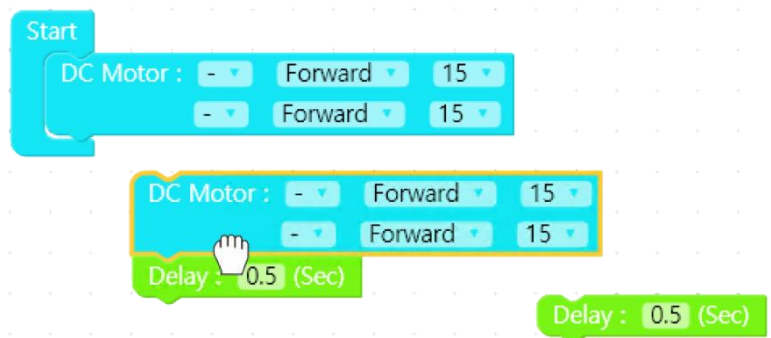 Start
DC Motor : - Forward 15
- Forward 15
DC Motor : - Forward 15
- Forward 15
Delay : 0.5 (Sec)
Delay : 0.5 (Sec)